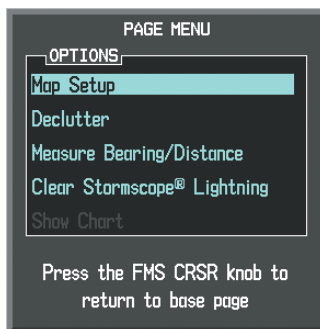 PAGE MENU
OPTIONS
Map Setup
Declutter
Measure Bearing/Distance
Clear Stormscope® Lightning
Show Chart
Press the FMS CRSR knob to
return to base page